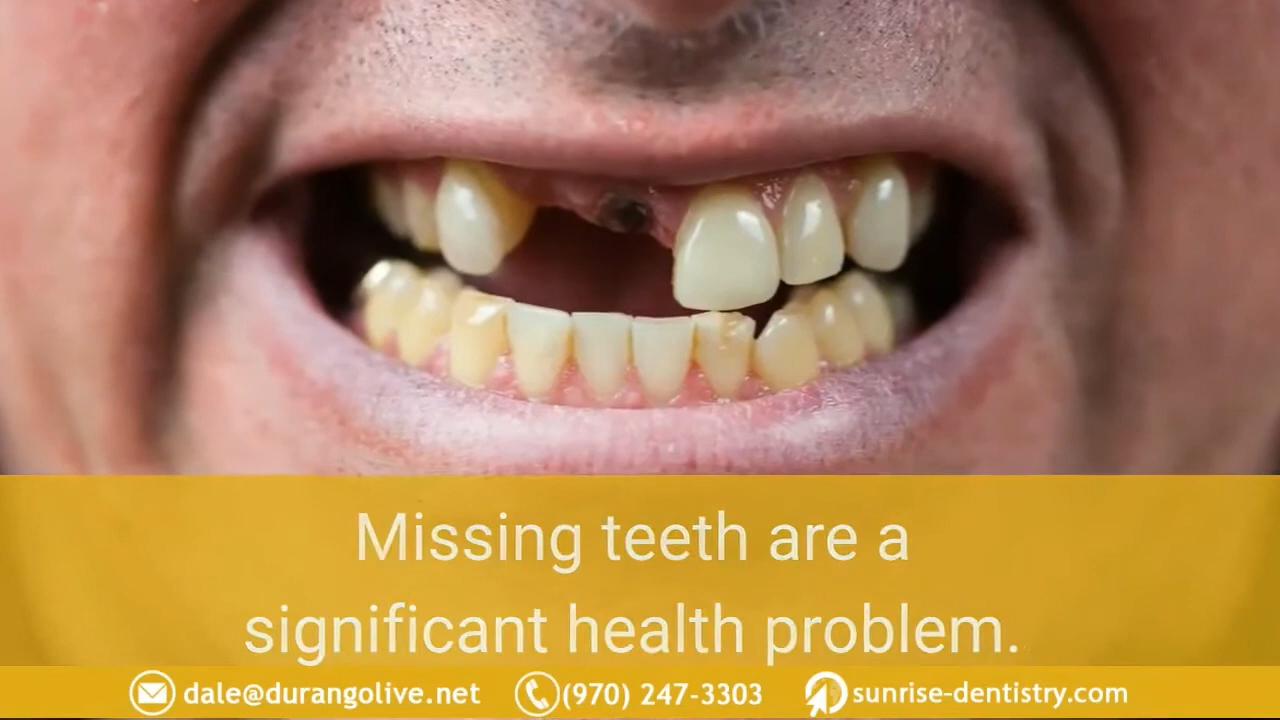 Missing teeth are a
significant health problem.
dale@durangolive.net (970) 247-3303 sunrise-dentistry.com